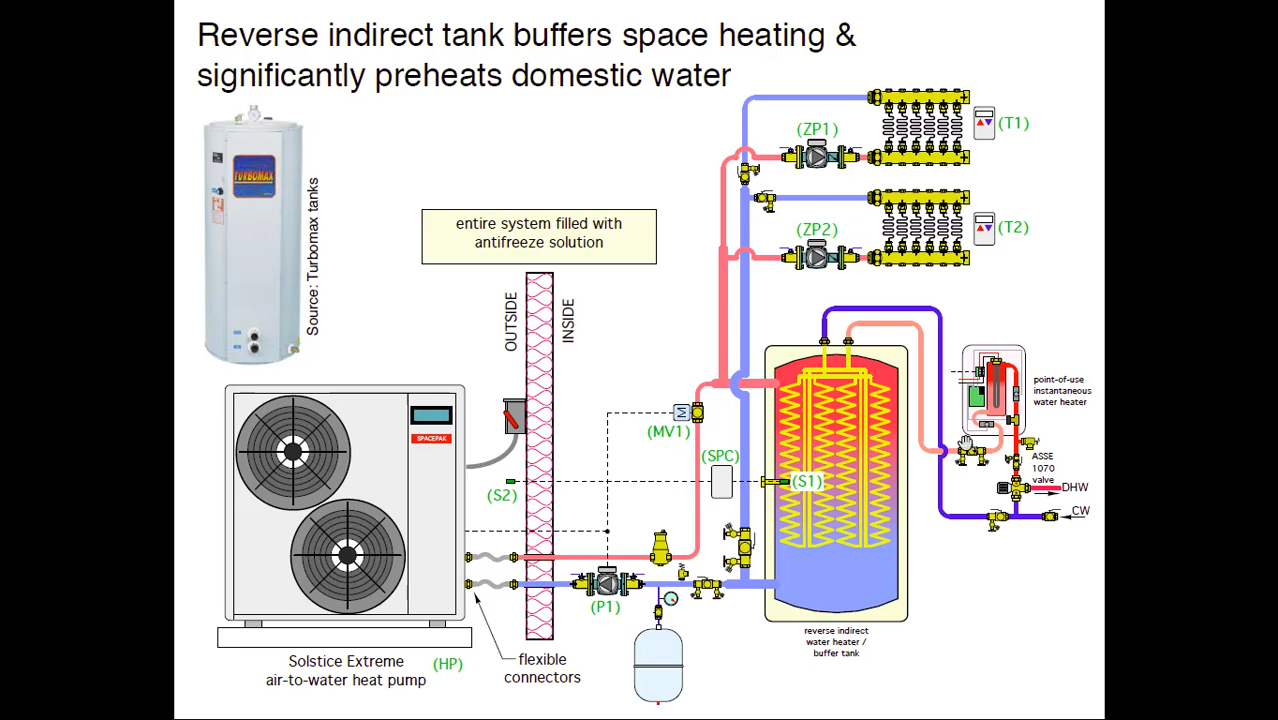 Reverse indirect tank buffers space heating &
significantly preheats domestic water
TURBOMAX
Source: Turbomax tanks
entire system filled with
antifreeze solution
OUTSIDE
INSIDE
(ZP1)
(T1)
(ZP2)
(T2)
SPACEPAK
(MV1)
M
(SPC)
(S1)
(S2)
(P1)
point-of-use
instantaneous
water heater
ASSE
1070
valve
DHW
CW
reverse indirect
water heater /
buffer tank
Solstice Extreme
air-to-water heat pump
(HP)
flexible
connectors